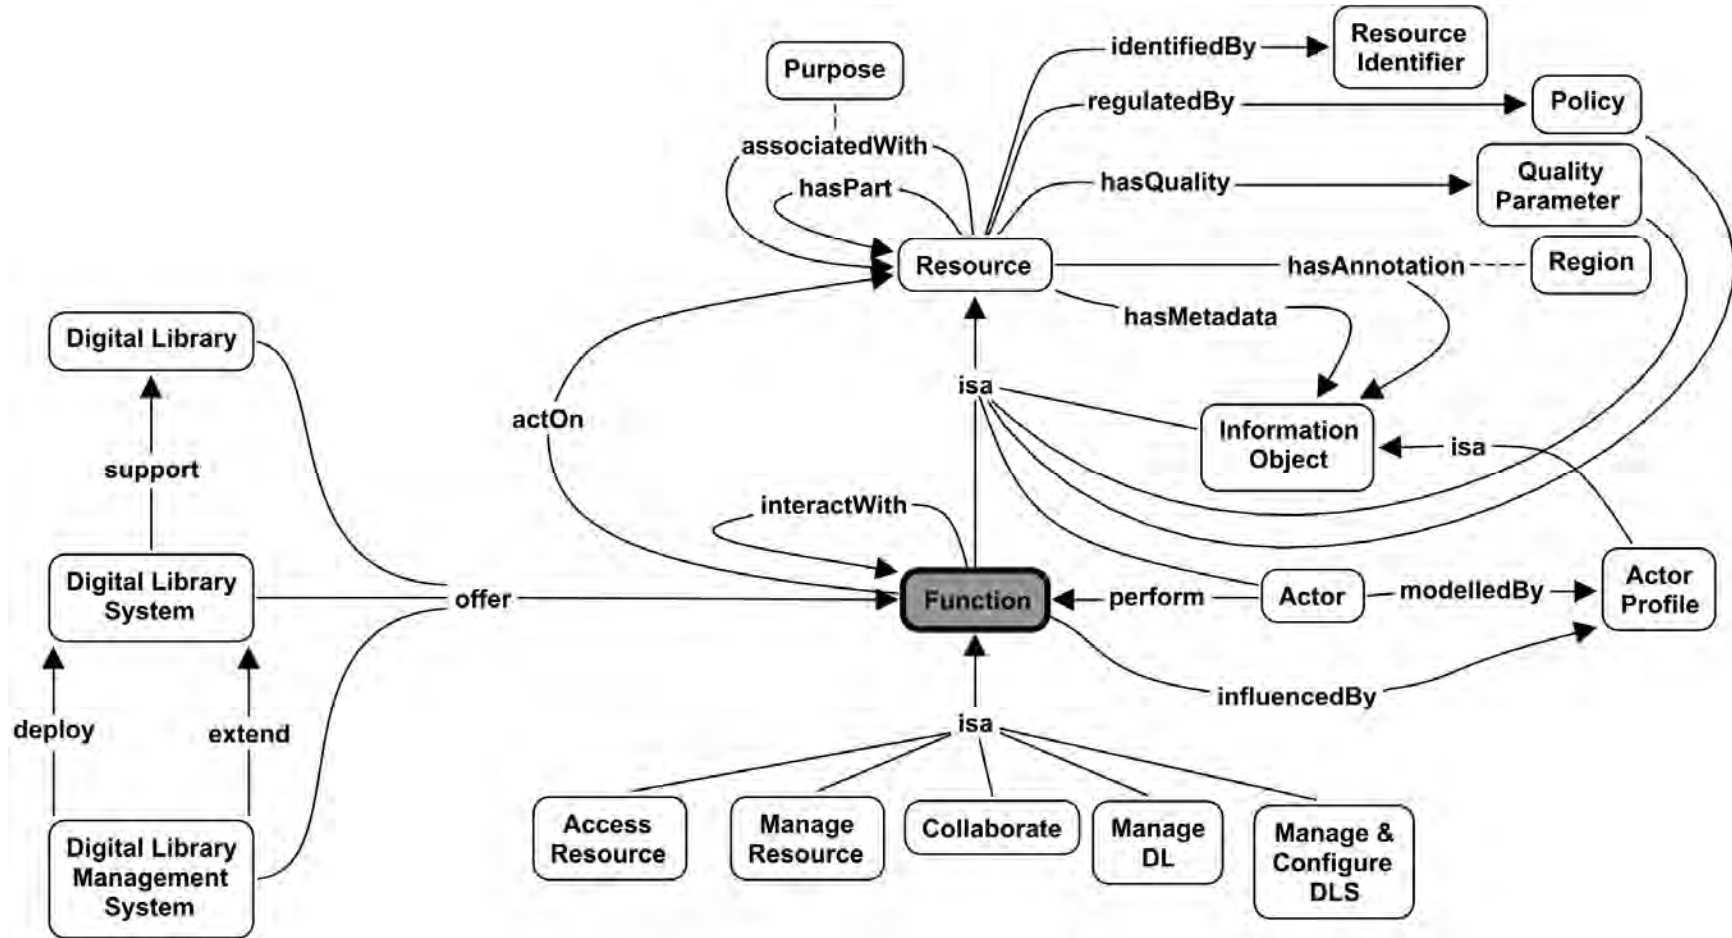 identifiedBy
Resource
Identifier
Purpose
regulatedBy
Policy
associatedWith
hasPart
hasQuality
Quality
Parameter
Resource
hasAnnotation
Region
hasMetadata
Digital Library
isa
actOn
Information
Object
isa
support
interactWith
Digital Library
System
offer
Function
perform
Actor
modelledBy
Actor
Profile
influencedBy
deploy
extend
isa
Access
Resource
Manage
Resource
Collaborate
Manage
DL
Manage &
Configure
DLS
Digital Library
Management
System